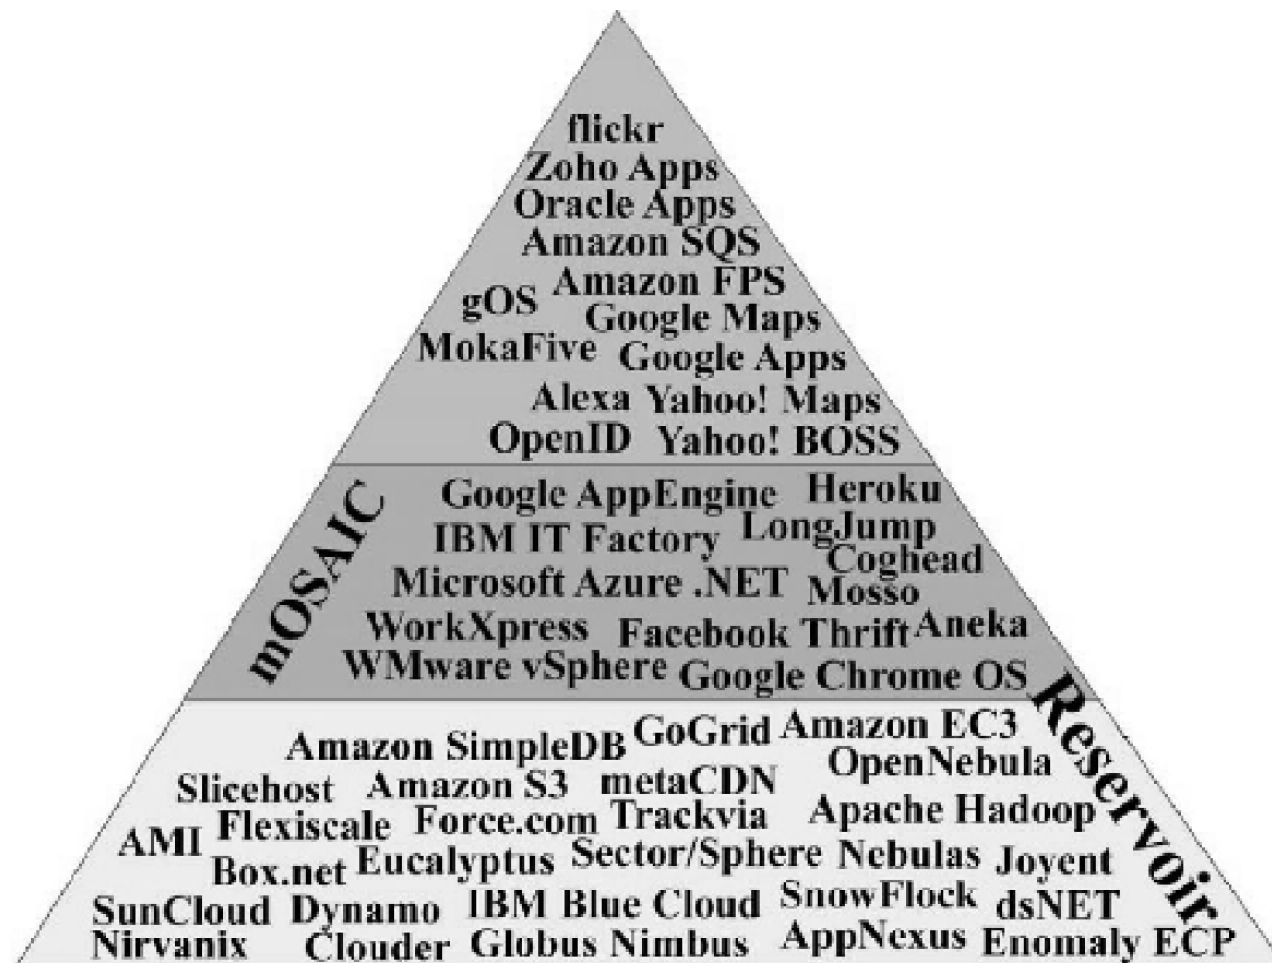 flickr
Zoho Apps
Oracle Apps
Amazon SQS
Amazon FPS
gOS
Google Maps
MokaFive
Google Apps
Alexa Yahoo! Maps
OpenID Yahoo! BOSS
mOSAIC
Google AppEngine Heroku
IBM IT Factory LongJump
Coghead
Microsoft Azure .NET Mosso
WorkXpress Facebook Thrift Aneka
WMware vSphere Google Chrome OS
Reservoir
Amazon SimpleDB GoGrid Amazon EC3
OpenNebula
Slicehost Amazon S3 metaCDN
AMI Flexiscale Force.com Trackvia Apache Hadoop
Box.net Eucalyptus Sector/Sphere Nebulas Joyent
SunCloud Dynamo IBM Blue Cloud SnowFlock dsNET
Nirvanix Clouder Globus Nimbus AppNexus Enomaly ECP